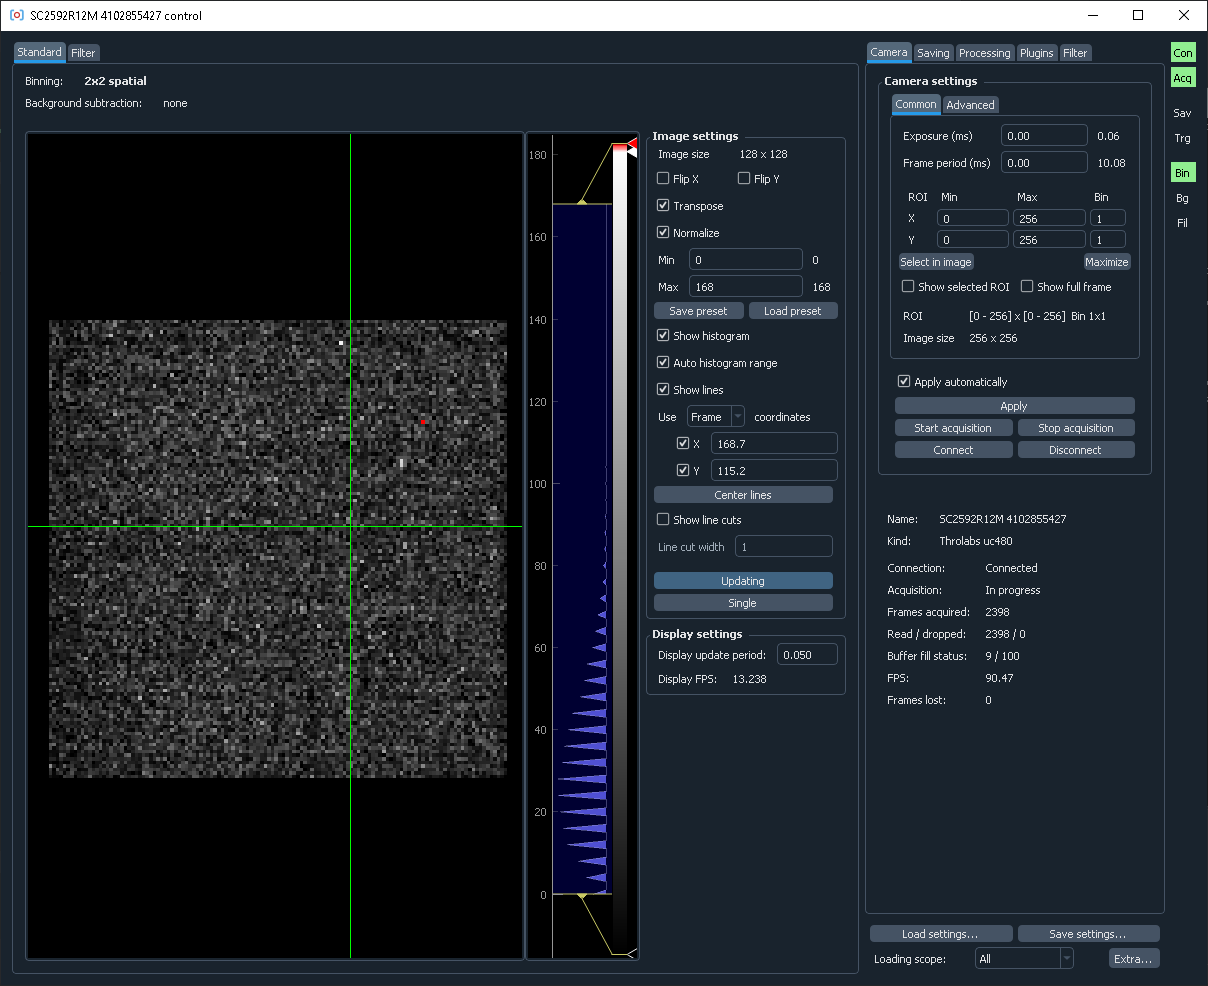 SC2592R12M 4102855427 control
Standard Filter
Binning: 2x2 spatial
Background subtraction: none
180
160
140
120
100
80
60
40
20
0
Image settings
Image size 128 x 128
Flip X Flip Y
Transpose
Normalize
Min 0 0
Max 168 168
Save preset Load preset
Show histogram
Auto histogram range
Show lines
Use Frame coordinates
X 168.7
Y 115.2
Center lines
Show line cuts
Line cut width 1
Updating
Single
Display settings
Display update period: 0.050
Display FPS: 13.238
Camera Saving Processing Plugins Filter
Camera settings
Common Advanced
Exposure (ms) 0.00 0.06
Frame period (ms) 0.00 10.08
ROI Min Max Bin
X 0 256 1
Y 0 256 1
Select in image Maximize
Show selected ROI Show full frame
ROI [0 - 256] x [0 - 256] Bin 1x1
Image size 256 x 256
Apply automatically
Apply
Start acquisition Stop acquisition
Connect Disconnect
Name: SC2592R12M 4102855427
Kind: Throlabs uc480
Connection: Connected
Acquisition: In progress
Frames acquired: 2398
Read / dropped: 2398 / 0
Buffer fill status: 9 / 100
FPS: 90.47
Frames lost: 0
Load settings... Save settings...
Loading scope: All Extra...
Con
Acq
Sav
Trg
Bin
Bg
Fil